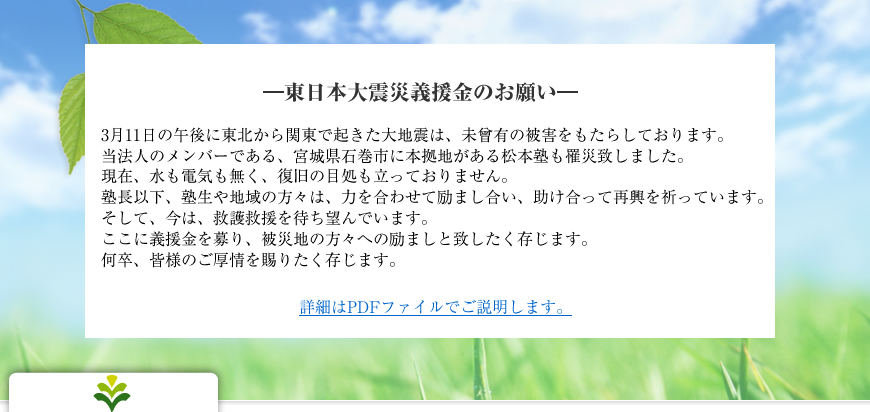 ―東日本大震災義援金のお願い―
3月11日の午後に東北から関東で起きた大地震は、未曾有の被害をもたらしております。
当法人のメンバーである、宮城県石巻市に本拠地がある松本塾も罹災致しました。
現在、水も電気も無く、復旧の目処も立っておりません。
塾長以下、塾生や地域の方々は、力を合わせて励まし合い、助け合って再興を祈っています。
そして、今は、救護救援を待ち望んでいます。
ここに義援金を募り、被災地の方々への励ましと致したく存じます。
何卒、皆様のご厚情を賜りたく存じます。
詳細はPDFファイルでご説明します。